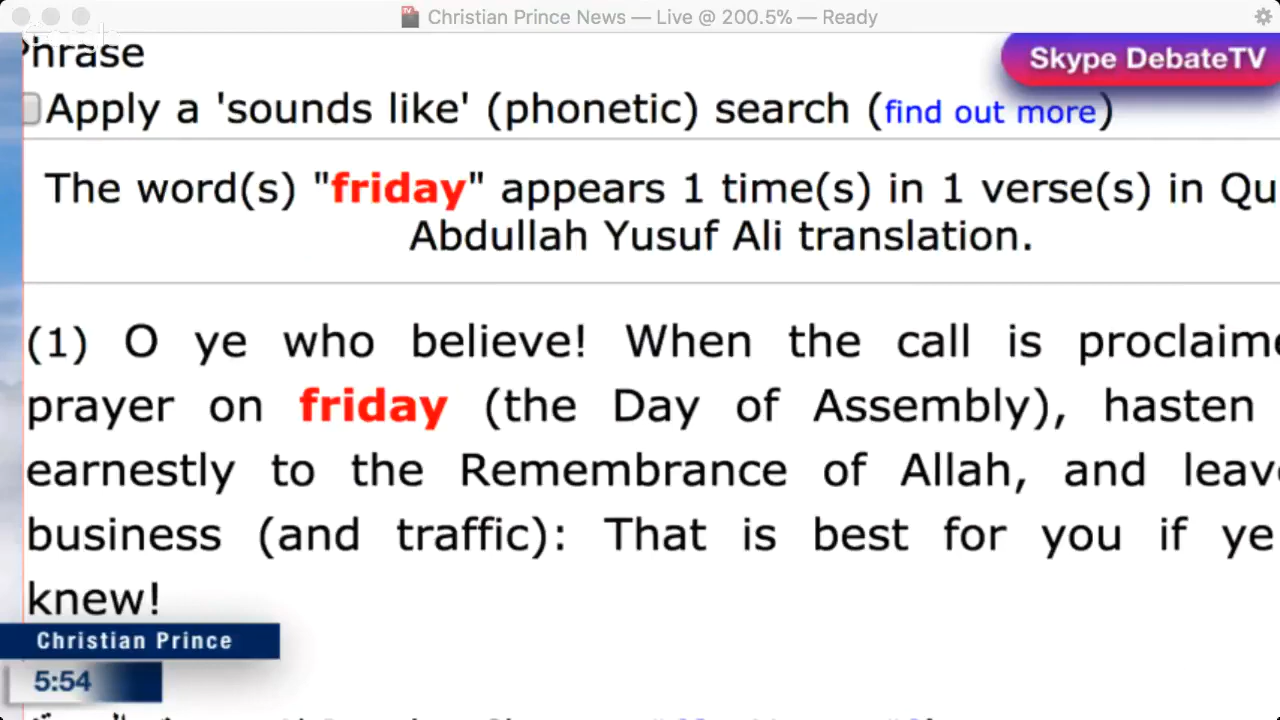 Christian Prince News — Live @ 200.5% — Ready
Phrase
Skype DebateTV
Apply a 'sounds like' (phonetic) search (find out more)
The word(s) "friday" appears 1 time(s) in 1 verse(s) in Qu
Abdullah Yusuf Ali translation.
(1) O ye who believe! When the call is proclaime
prayer on friday (the Day of Assembly), hasten
earnestly to the Remembrance of Allah, and leave
business (and traffic): That is best for you if ye
knew!
Christian Prince
5:54